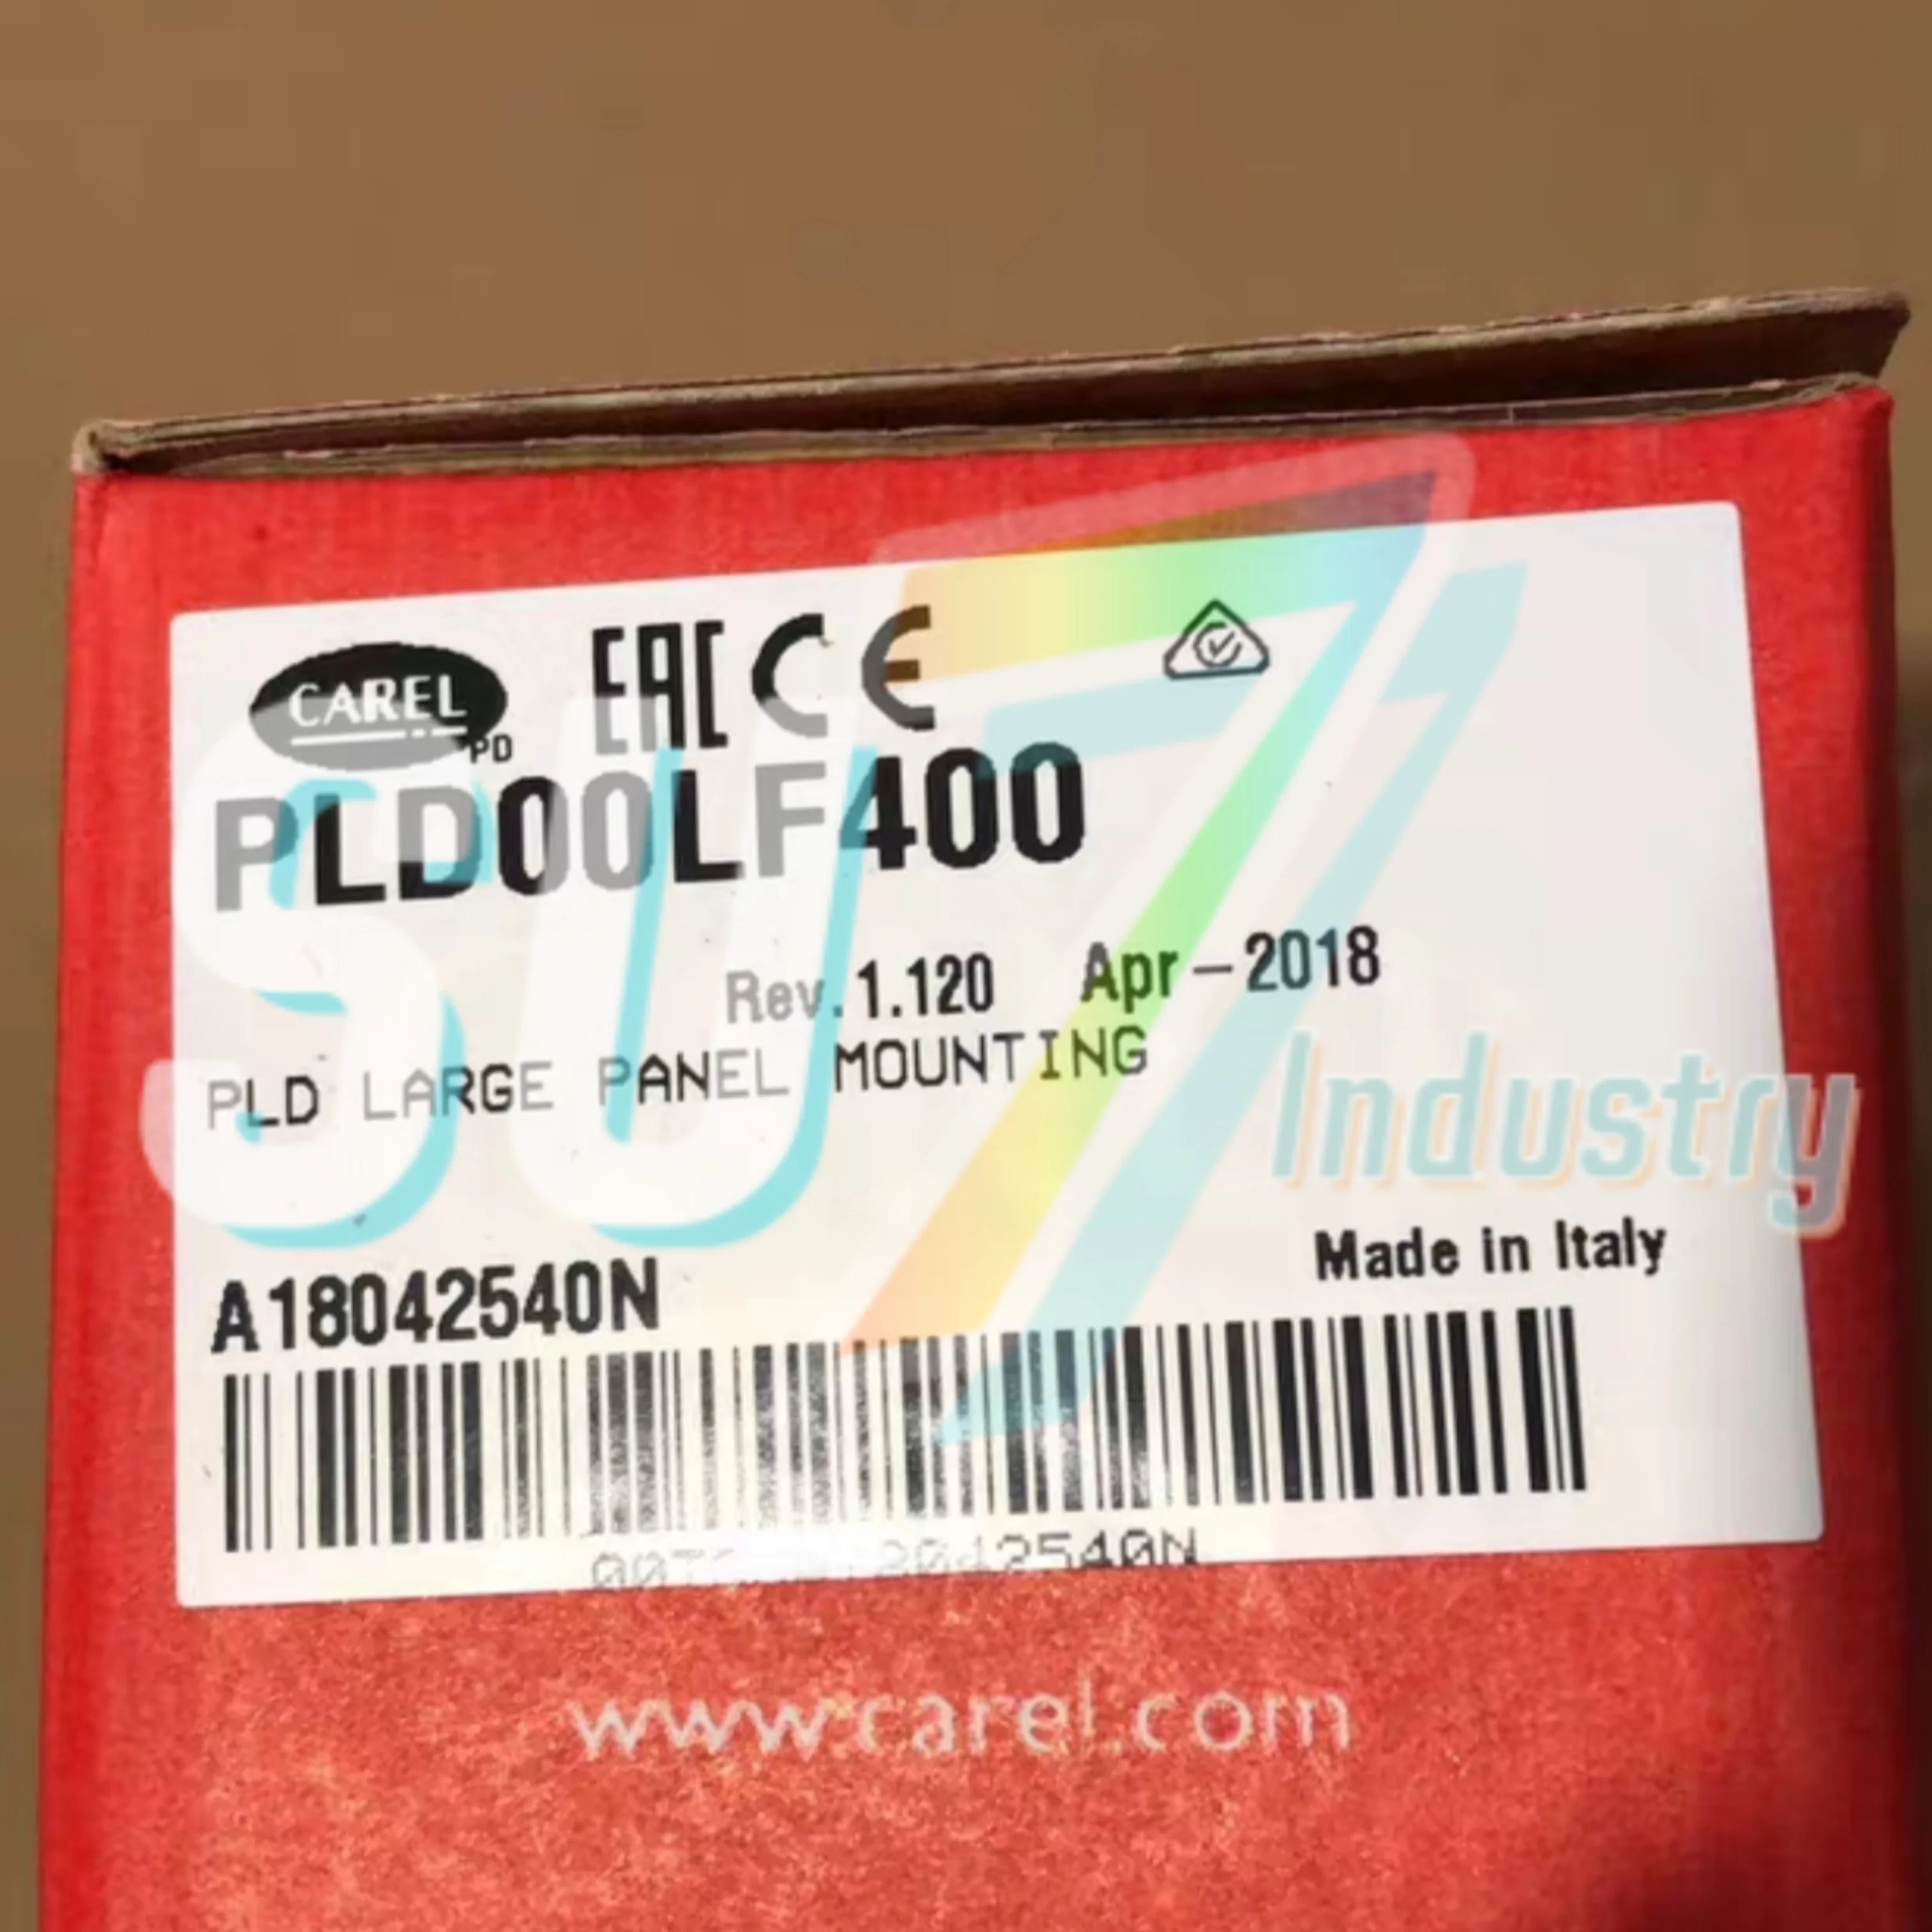 CAREL EAC CE
PD
PLD00LF400
Rev.1.120 Apr-2018
PLD LARGE PANEL MOUNTING
SU7 Industry
Made in Italy
A18042540N
www.carel.com